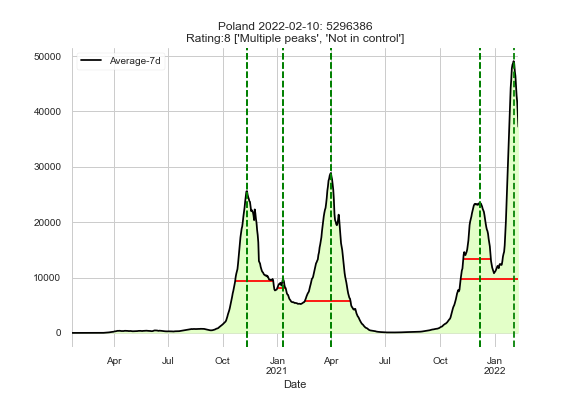 Poland 2022-02-10: 5296386
Rating:8 ['Multiple peaks', 'Not in control']
Average-7d
50000
40000
30000
20000
10000
0
Apr
Jul
Oct
Jan
2021
Apr
Jul
Oct
Jan
2022
Date